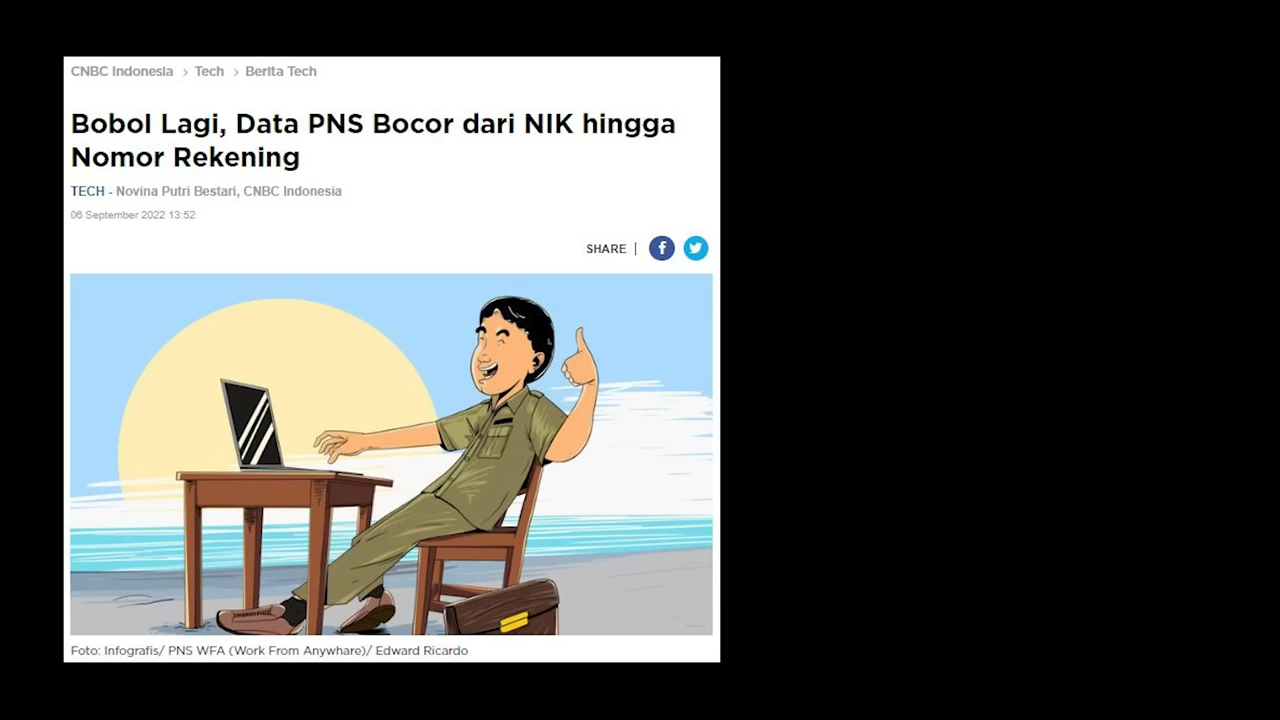 CNBC Indonesia > Tech > Berita Tech
Bobol Lagi, Data PNS Bocor dari NIK hingga
Nomor Rekening
TECH - Novina Putri Bestari, CNBC Indonesia
06 September 2022 13:52
SHARE |
Foto: Infografis/ PNS WFA (Work From Anywhare)/ Edward Ricardo